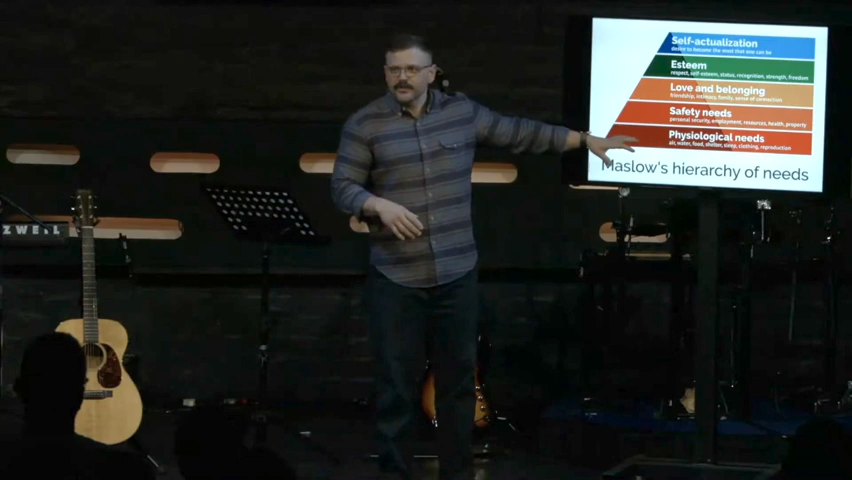 Self-actualization
desire to become the most that one can be
Esteem
respect, self-esteem, status, recognition, strength, freedom
Love and belonging
friendship, intimacy, family, sense of connection
Safety needs
personal security, employment, resources, health, property
Physiological needs
air, water, food, shelter, sleep, clothing, reproduction
Maslow's hierarchy of needs
ZWEIL